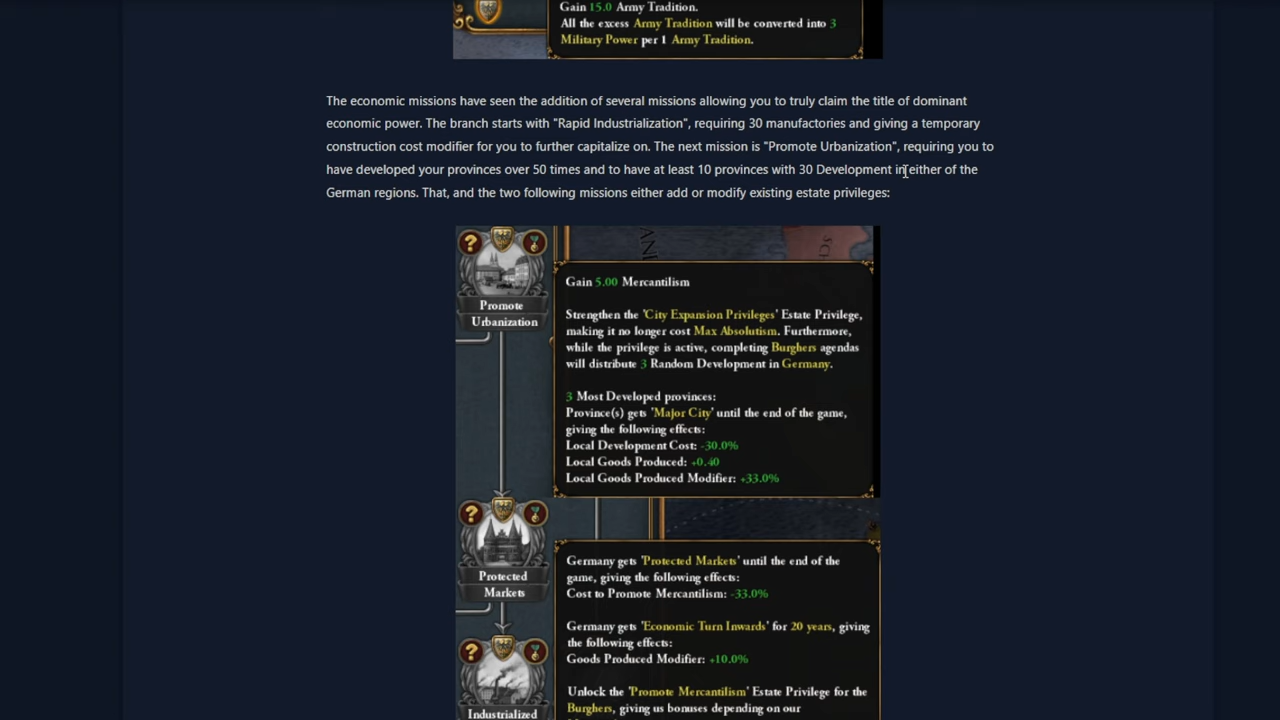 Gain 15.0 Army Tradition.
All the excess Army Tradition will be converted into 3
Military Power per 1 Army Tradition.
The economic missions have seen the addition of several missions allowing you to truly claim the title of dominant
economic power. The branch starts with "Rapid Industrialization", requiring 30 manufactories and giving a temporary
construction cost modifier for you to further capitalize on. The next mission is "Promote Urbanization", requiring you to
have developed your provinces over 50 times and to have at least 10 provinces with 30 Development in either of the
German regions. That, and the two following missions either add or modify existing estate privileges:
Promote
Urbanization
Gain 5.00 Mercantilism
Strengthen the 'City Expansion Privileges' Estate Privilege,
making it no longer cost Max Absolutism. Furthermore,
while the privilege is active, completing Burghers agendas
will distribute 3 Random Development in Germany.
3 Most Developed provinces:
Province(s) gets 'Major City' until the end of the game,
giving the following effects:
Local Development Cost: -30.0%
Local Goods Produced: +0.40
Local Goods Produced Modifier: +33.0%
Protected
Markets
Germany gets 'Protected Markets' until the end of the
game, giving the following effects:
Cost to Promote Mercantilism: -33.0%
Germany gets 'Economic Turn Inwards' for 20 years, giving
the following effects:
Goods Produced Modifier: +10.0%
Unlock the 'Promote Mercantilism' Estate Privilege for the
Burghers, giving us bonuses depending on our
Industrialized